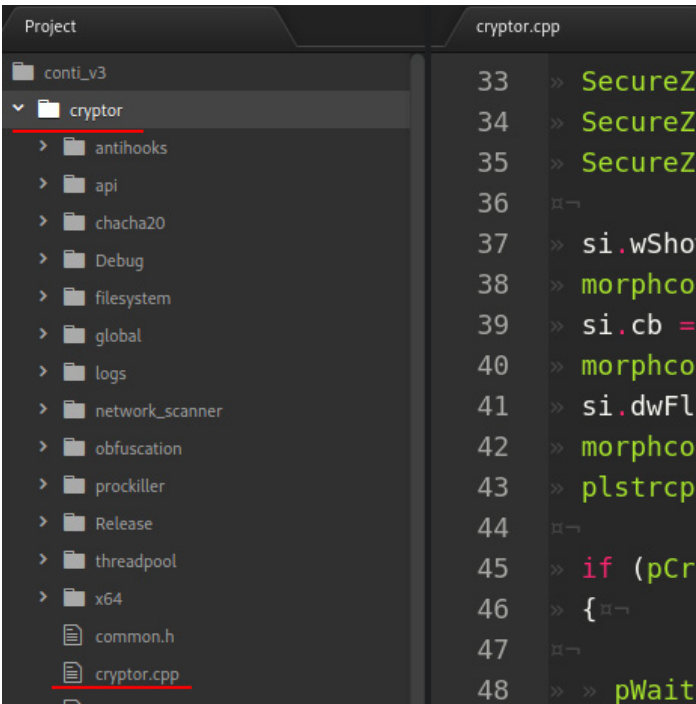 Project
conti_v3
cryptor
antihooks
api
chacha20
Debug
filesystem
global
logs
network_scanner
obfuscation
prockiller
Release
threadpool
x64
common.h
cryptor.cpp
cryptor.cpp
33 » SecureZ
34 » SecureZ
35 » SecureZ
36 ¤¬
37 » si.wSho
38 » morphco
39 » si.cb =
40 » morphco
41 » si.dwFl
42 » morphco
43 » plstrcp
44 ¤¬
45 » if (pCr
46 » {¤¬
47 ¤¬
48 » » pWait